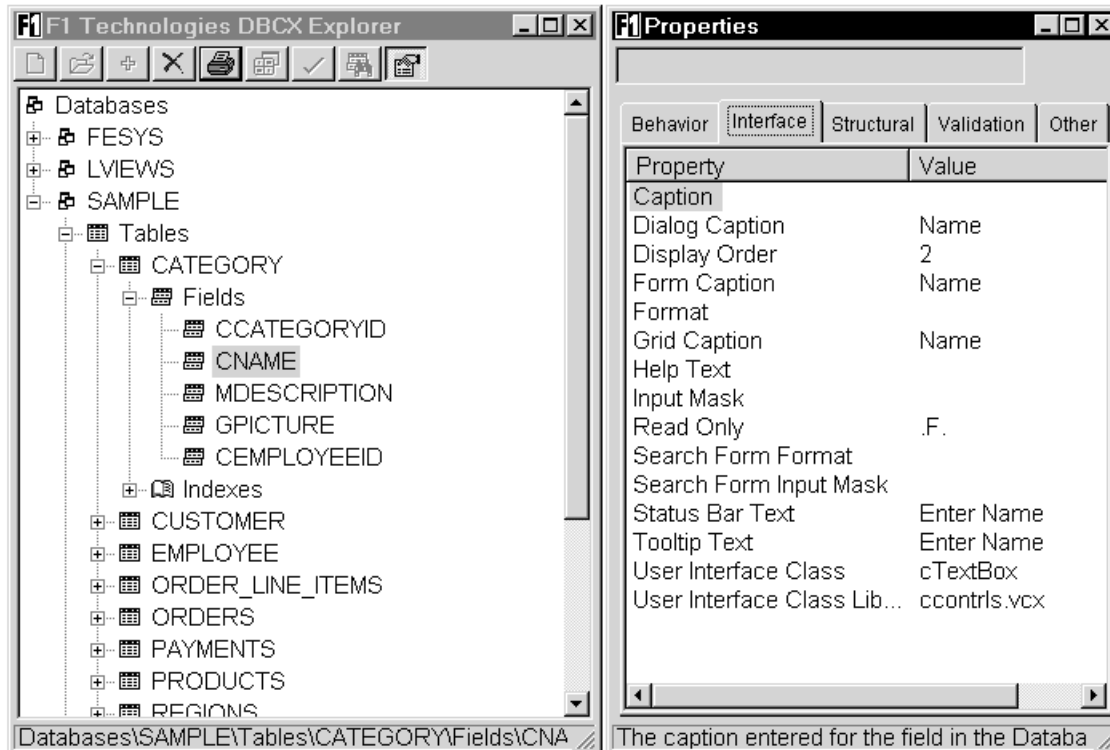 F1 F1 Technologies DBCX Explorer
Databases
FESYS
LVIEWS
SAMPLE
Tables
CATEGORY
Fields
CCATEGORYID
CNAME
MDESCRIPTION
GPICTURE
CEMPLOYEEID
Indexes
CUSTOMER
EMPLOYEE
ORDER_LINE_ITEMS
ORDERS
PAYMENTS
PRODUCTS
REGIONS
Databases\SAMPLE\Tables\CATEGORY\Fields\CNA
F1 Properties
Behavior Interface Structural Validation Other
Property Value
Caption
Dialog Caption Name
Display Order 2
Form Caption Name
Format
Grid Caption Name
Help Text
Input Mask
Read Only .F.
Search Form Format
Search Form Input Mask
Status Bar Text Enter Name
Tooltip Text Enter Name
User Interface Class cTextBox
User Interface Class Lib... ccontrls.vcx
The caption entered for the field in the Databa